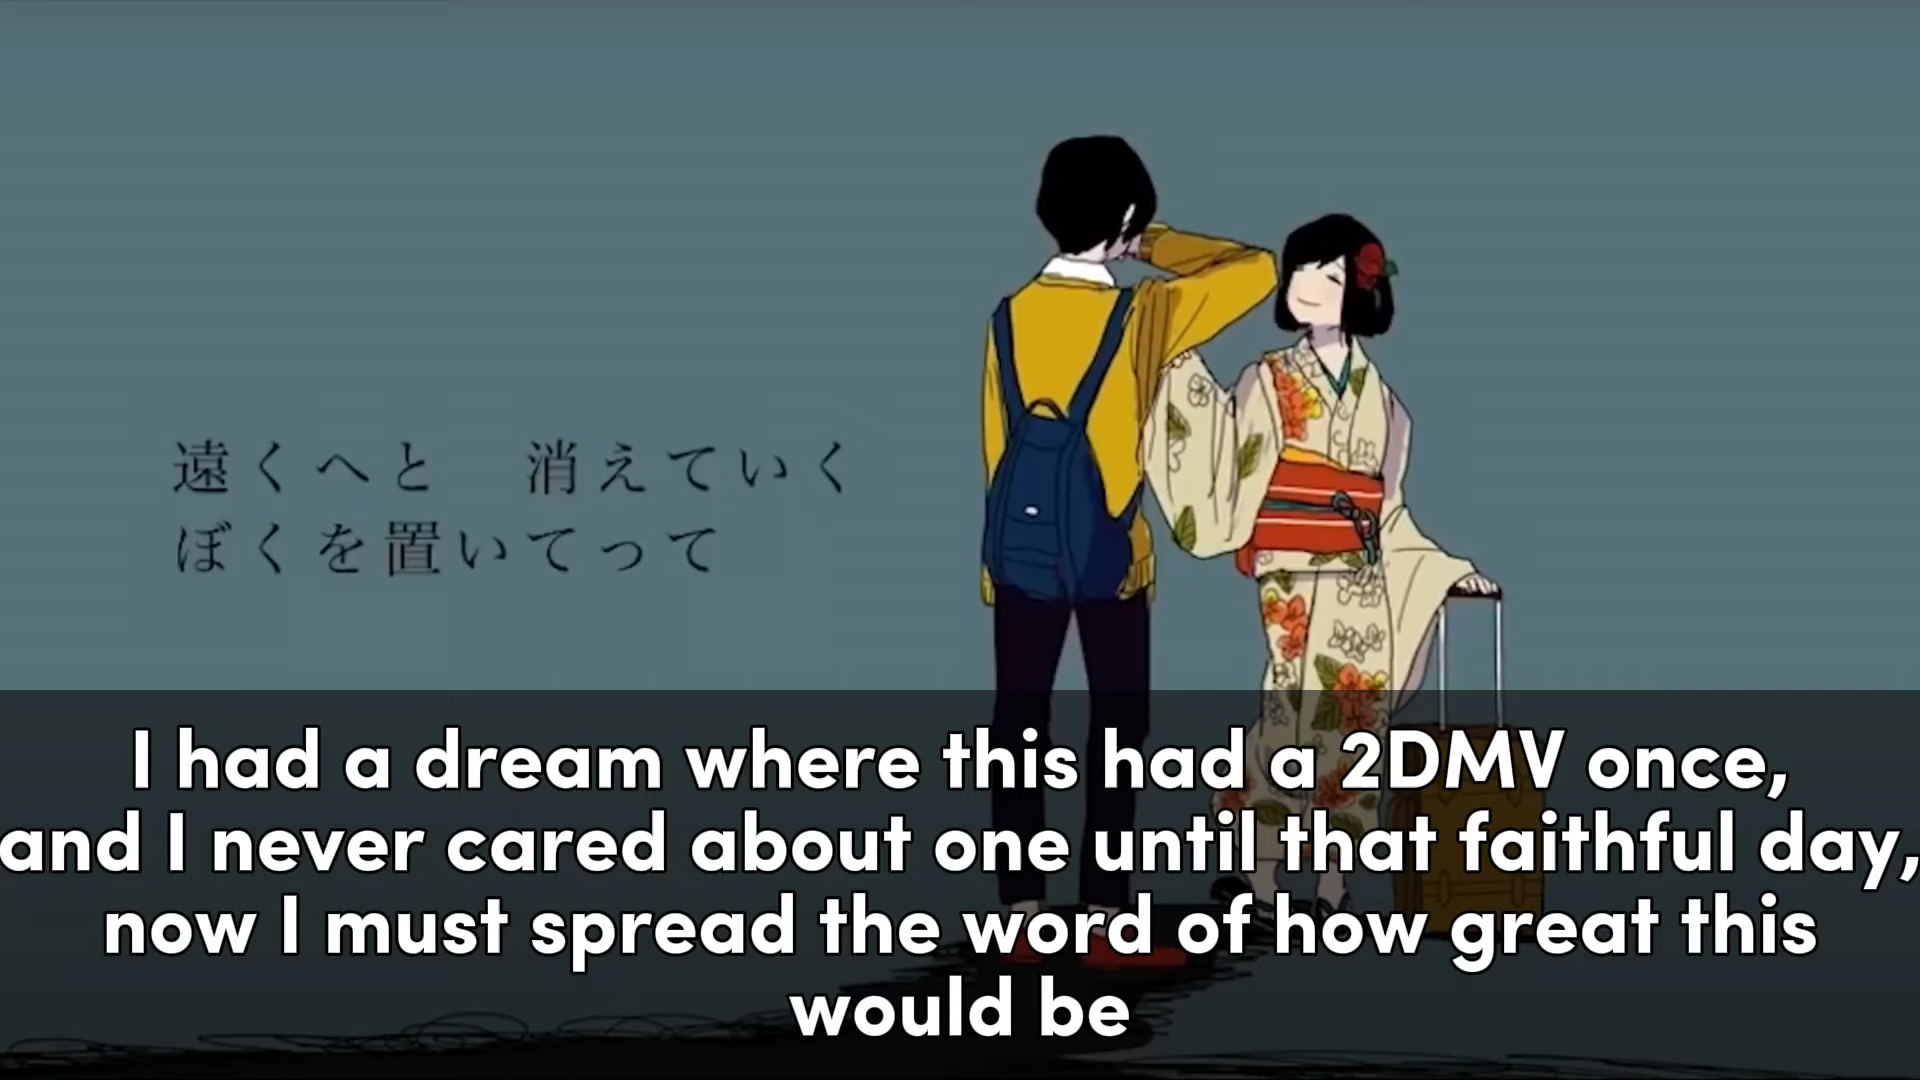 遠くへと　消えていく
ぼくを置いてって
I had a dream where this had a 2DMV once,
and I never cared about one until that faithful day,
now I must spread the word of how great this
would be